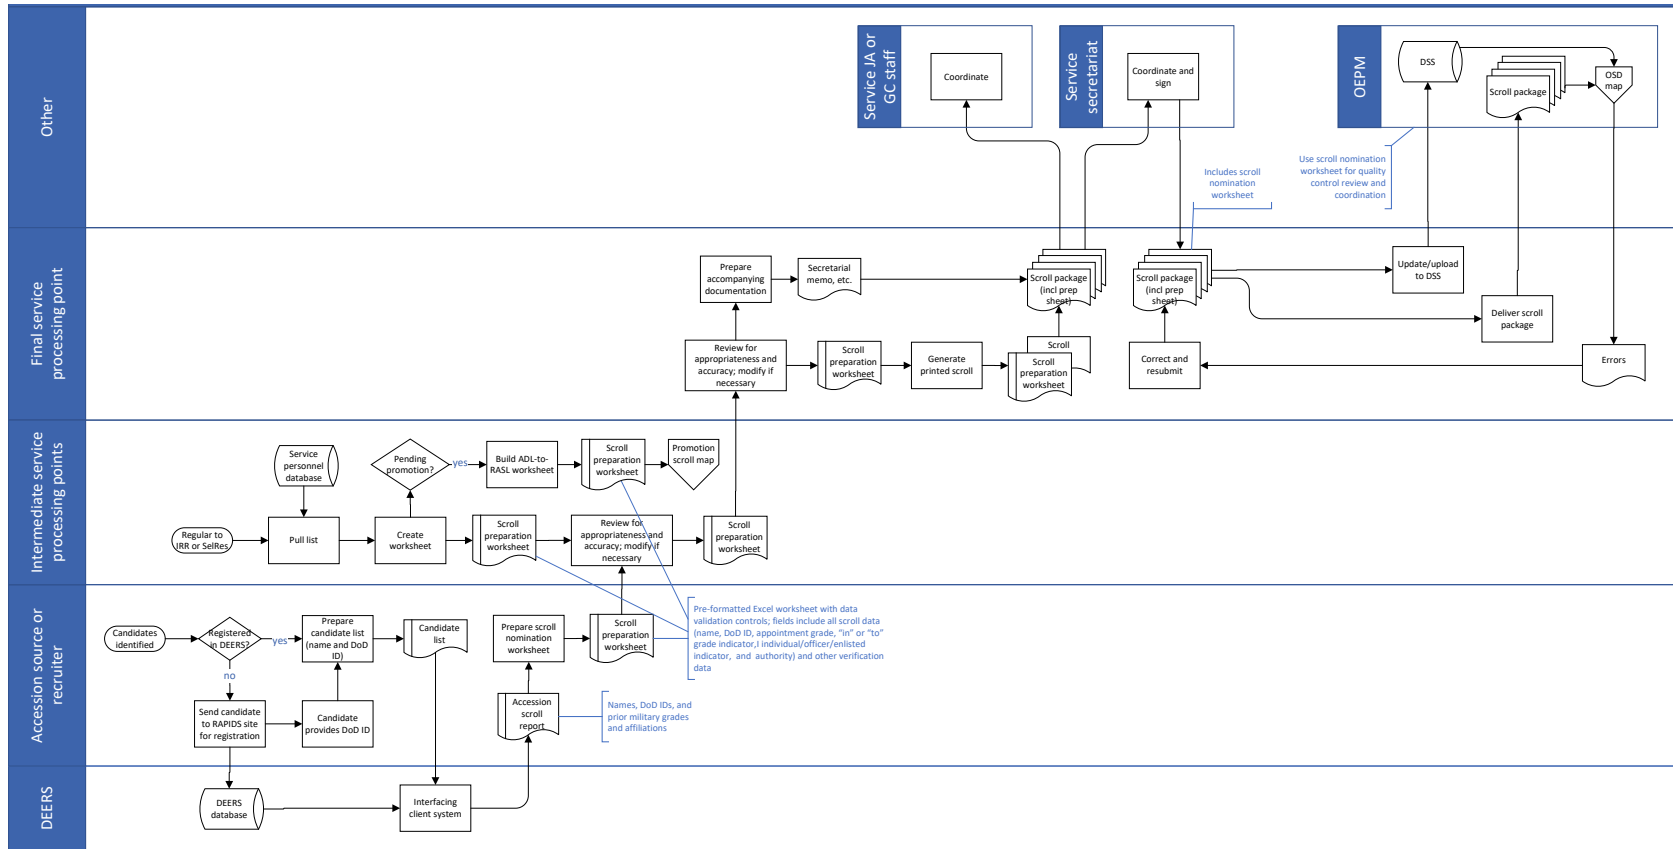 Other
Service JA or
GC staff
Coordinate
Service
secretariat
Coordinate and
sign
OEPM
DSS
Scroll package
OSD
map
Includes scroll
nomination
worksheet
Use scroll nomination
worksheet for quality
control review and
coordination
Final service
processing point
Prepare
accompanying
documentation
Secretarial
memo, etc.
Scroll package
(incl prep
sheet)
Scroll package
(incl prep
sheet)
Update/upload
to DSS
Deliver scroll
package
Review for
appropriateness and
accuracy; modify if
necessary
Scroll
preparation
worksheet
Generate
printed scroll
Scroll
Scroll
preparation
worksheet
Correct and
resubmit
Errors
Intermediate service
processing points
Service
personnel
database
Pending
promotion?
yes
Build ADL-to-
RASL worksheet
Scroll
preparation
worksheet
Promotion
scroll map
Regular to
IRR or SelRes
Pull list
Create
worksheet
Scroll
preparation
worksheet
Review for
appropriateness and
accuracy; modify if
necessary
Scroll
preparation
worksheet
Accession source or
recruiter
Candidates
identified
Registered
in DEERS?
yes
no
Prepare
candidate list
(name and DoD
ID)
Candidate
list
Prepare scroll
nomination
worksheet
Scroll
preparation
worksheet
Pre-formatted Excel worksheet with data
validation controls; fields include all scroll data
(name, DoD ID, appointment grade, “in” or “to”
grade indicator,I individual/officer/enlisted
indicator, and authority) and other verification
data
Send candidate
to RAPIDS site
for registration
Candidate
provides DoD ID
Accession
scroll
report
Names, DoD IDs, and
prior military grades
and affiliations
DEERS
DEERS
database
Interfacing
client system